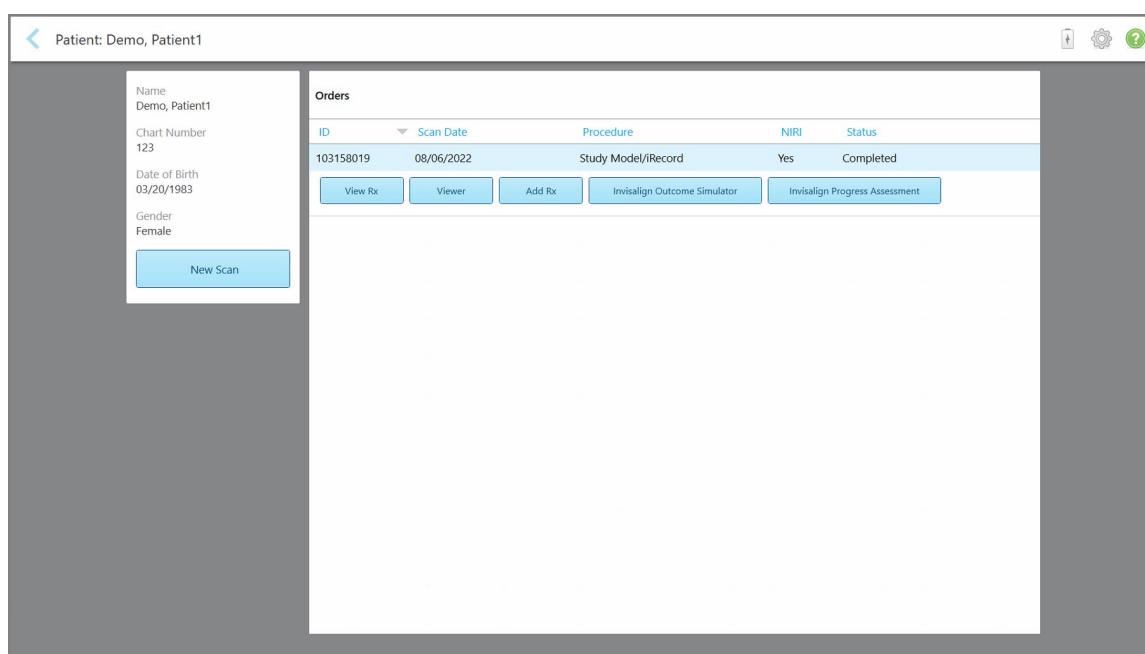 Patient: Demo, Patient1
?
Name
Demo, Patient1
Chart Number
123
Date of Birth
03/20/1983
Gender
Female
New Scan
Orders
ID Scan Date Procedure NIRI Status
103158019 08/06/2022 Study Model/iRecord Yes Completed
View Rx Viewer Add Rx Invisalign Outcome Simulator Invisalign Progress Assessment